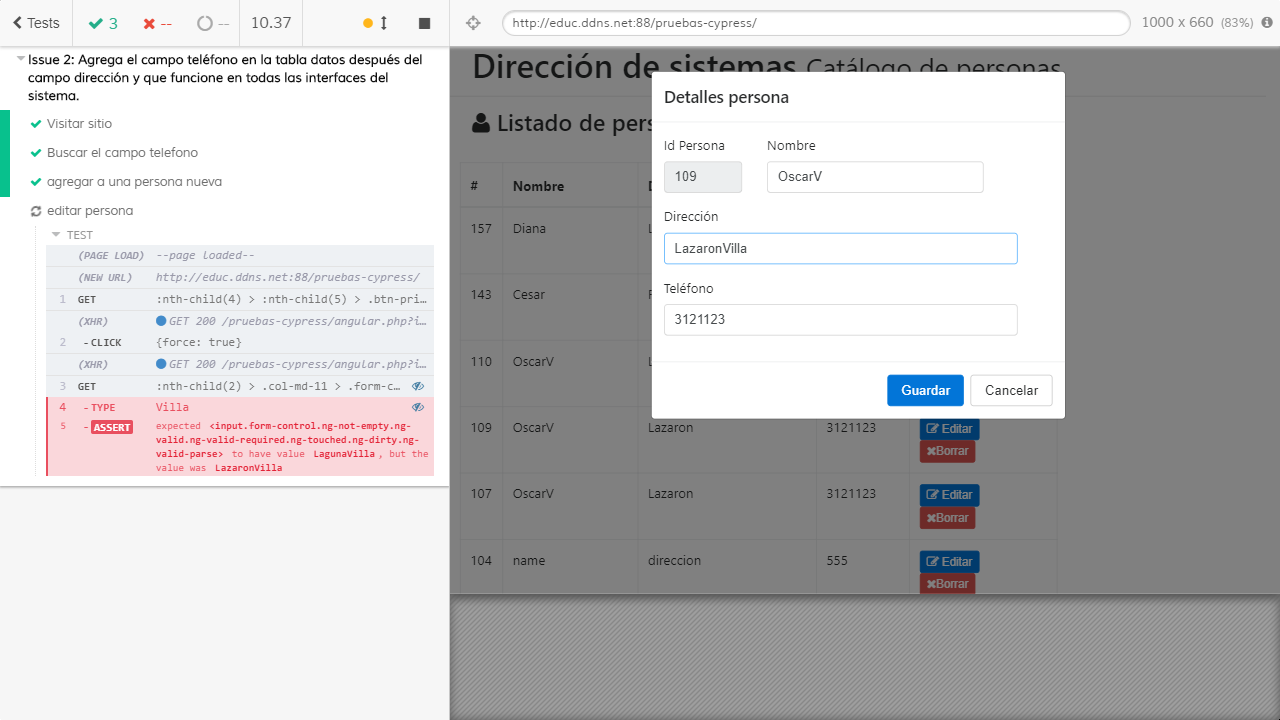 Tests
3
--
--
10.37
http://educ.ddns.net:88/pruebas-cypress/
1000 x 660 (83%)
Issue 2: Agrega el campo teléfono en la tabla datos después del
campo dirección y que funcione en todas las interfaces del
sistema.
Visitar sitio
Buscar el campo telefono
agregar a una persona nueva
editar persona
TEST
(PAGE LOAD) --page loaded--
(NEW URL) http://educ.ddns.net:88/pruebas-cypress/
1 GET :nth-child(4) > :nth-child(5) > .btn-pri…
(XHR) GET 200 /pruebas-cypress/angular.php?i…
2 - CLICK {force: true}
(XHR) GET 200 /pruebas-cypress/angular.php?i…
3 GET :nth-child(2) > .col-md-11 > .form-c…
4 - TYPE Villa
5 - ASSERT expected <input.form-control.ng-not-empty.ng-
valid.ng-valid-required.ng-touched.ng-dirty.ng-
valid-parse> to have value LagunaVilla, but the
value was LazaronVilla
Dirección de sistemas Catálogo de personas
Listado de pers
# Nombre
157 Diana
143 Cesar
110 OscarV
109 OscarV Lazaron 3121123 Editar
Borrar
107 OscarV Lazaron 3121123 Editar
Borrar
104 name direccion 555 Editar
Borrar
Detalles persona
Id Persona Nombre
109 OscarV
Dirección
LazaronVilla
Teléfono
3121123
Guardar Cancelar